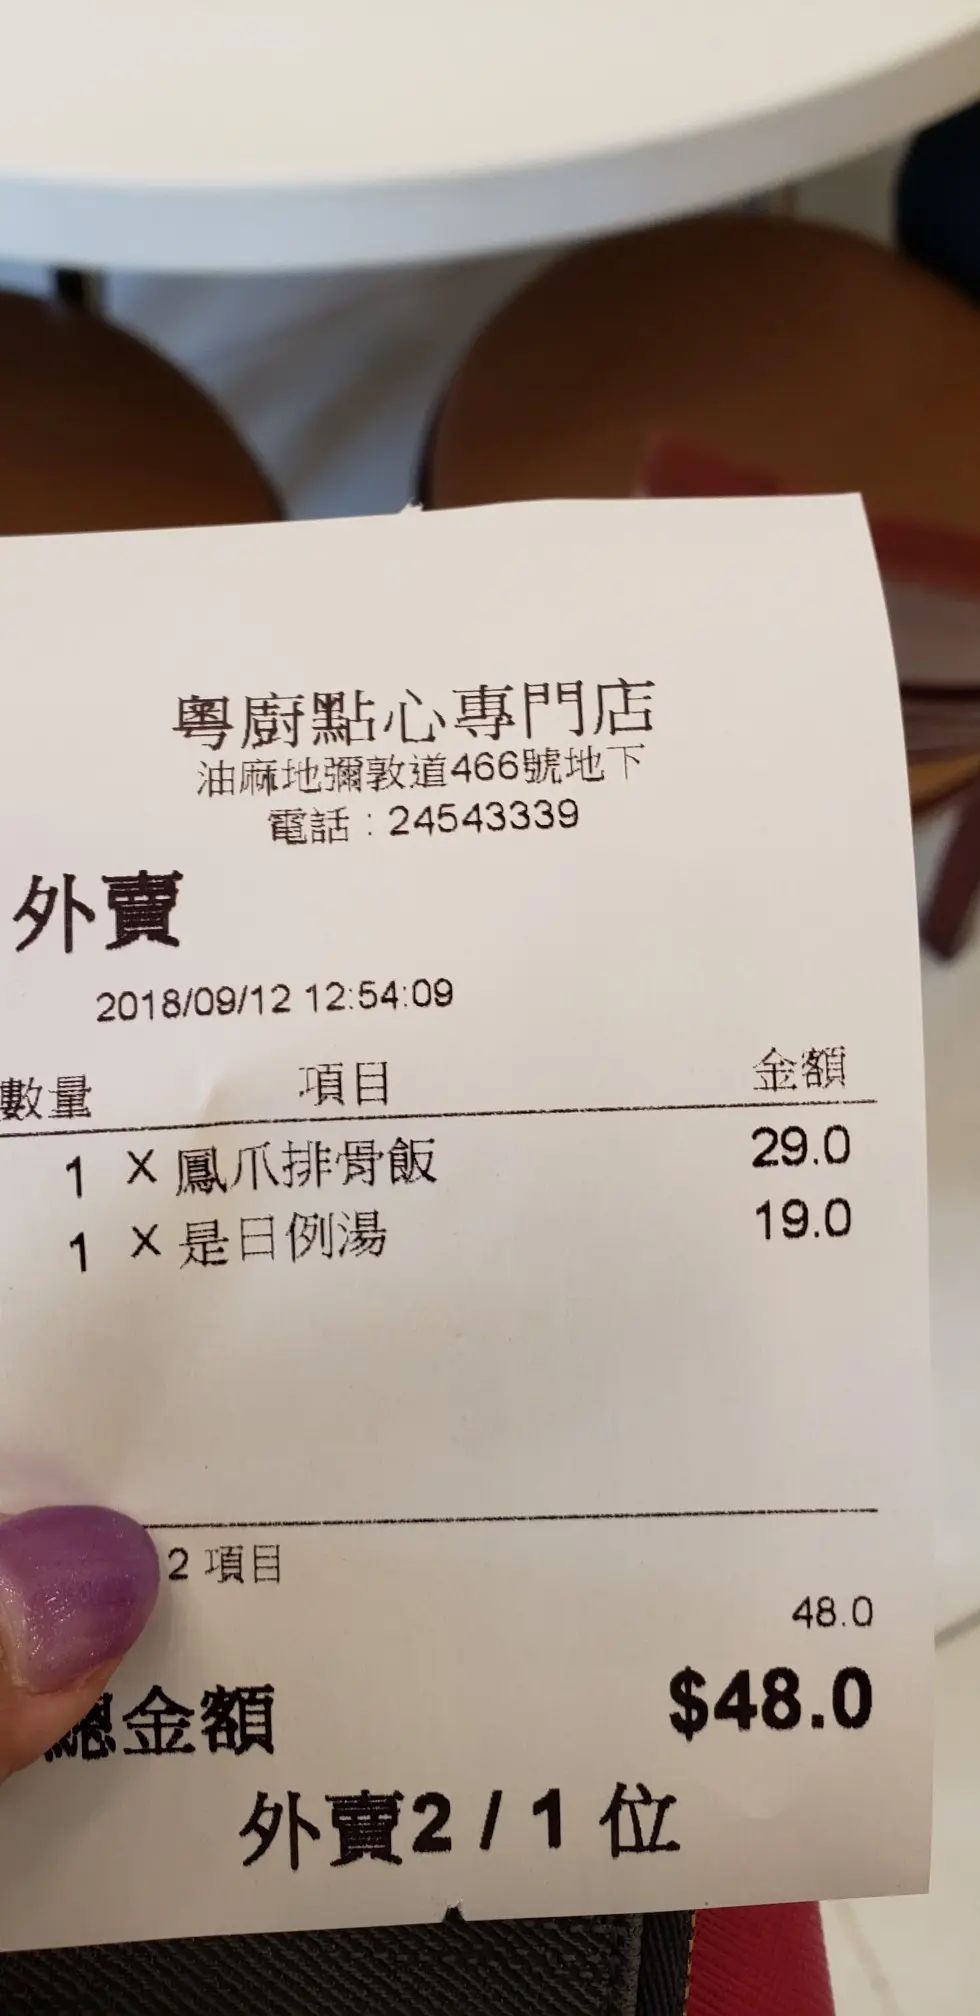 粵廚點心專門店
油麻地彌敦道466號地下
電話：24543339
外賣
2018/09/12 12:54:09
數量 項目 金額
1 X 鳳爪排骨飯 29.0
1 X 是日例湯 19.0
2 項目
48.0
總金額 $48.0
外賣2 / 1 位